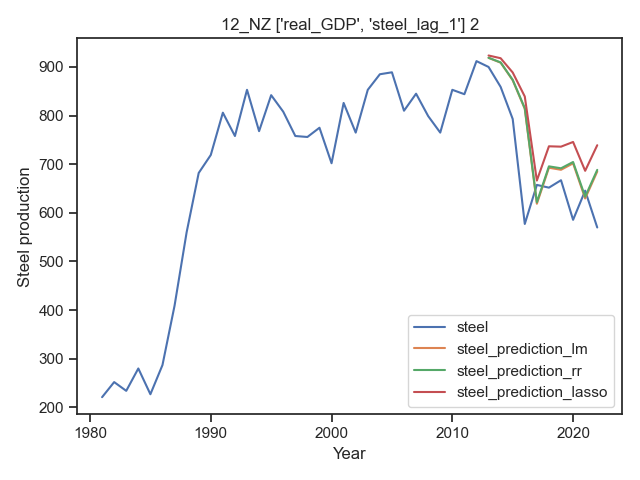 12_NZ ['real_GDP', 'steel_lag_1'] 2
900
800
700
600
500
400
300
200
Steel production
1980
1990
2000
2010
2020
Year
steel
steel_prediction_lm
steel_prediction_rr
steel_prediction_lasso